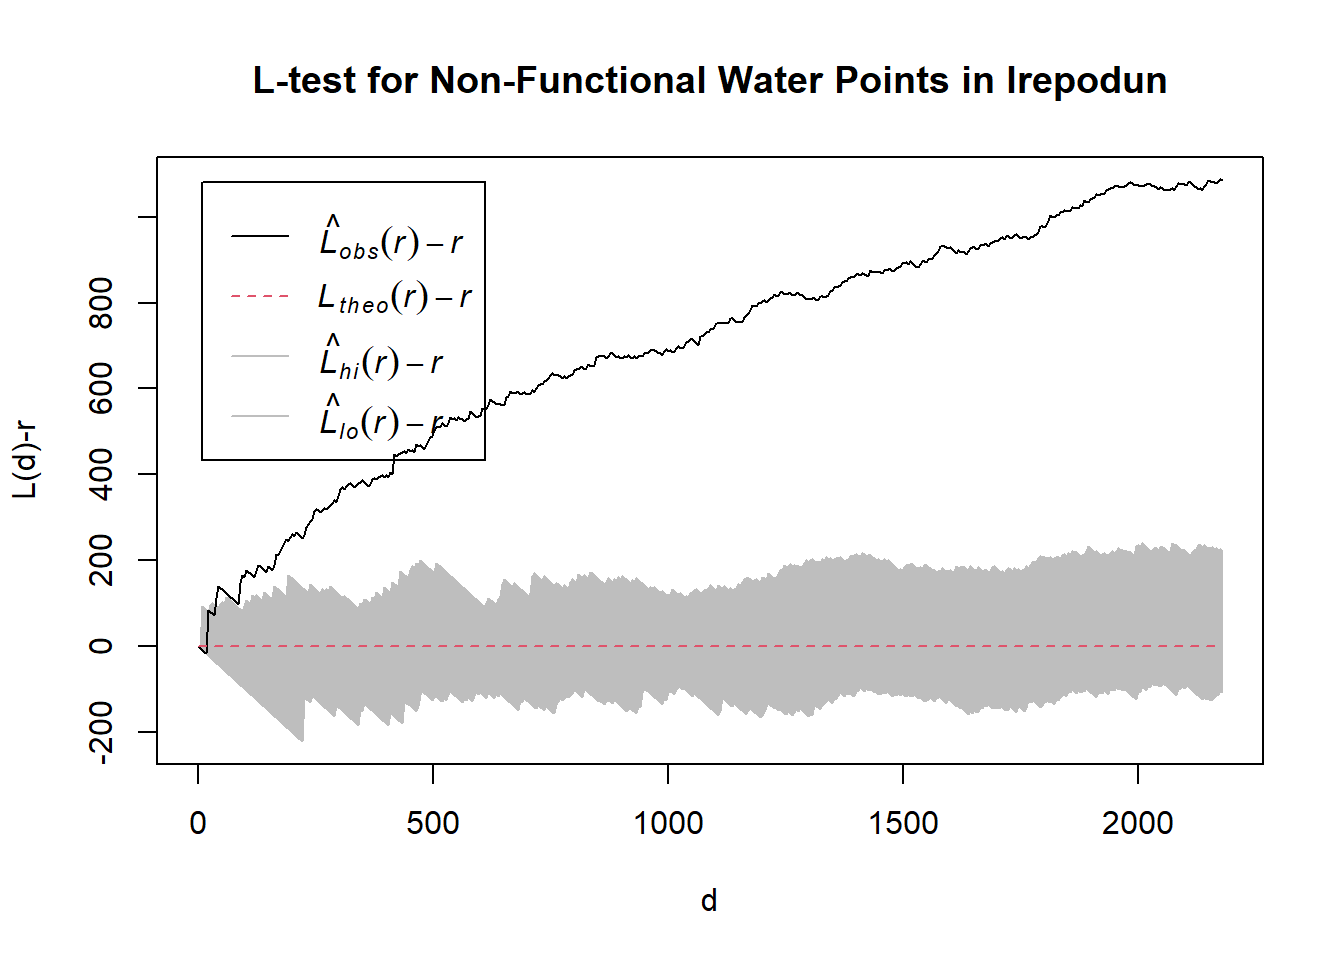 L-test for Non-Functional Water Points in Irepodun
L̂obs(r) − r
Ltheo(r) − r
L̂hi(r) − r
L̂lo(r) − r
L(d)-r
800
600
400
200
0
-200
0 500 1000 1500 2000
d